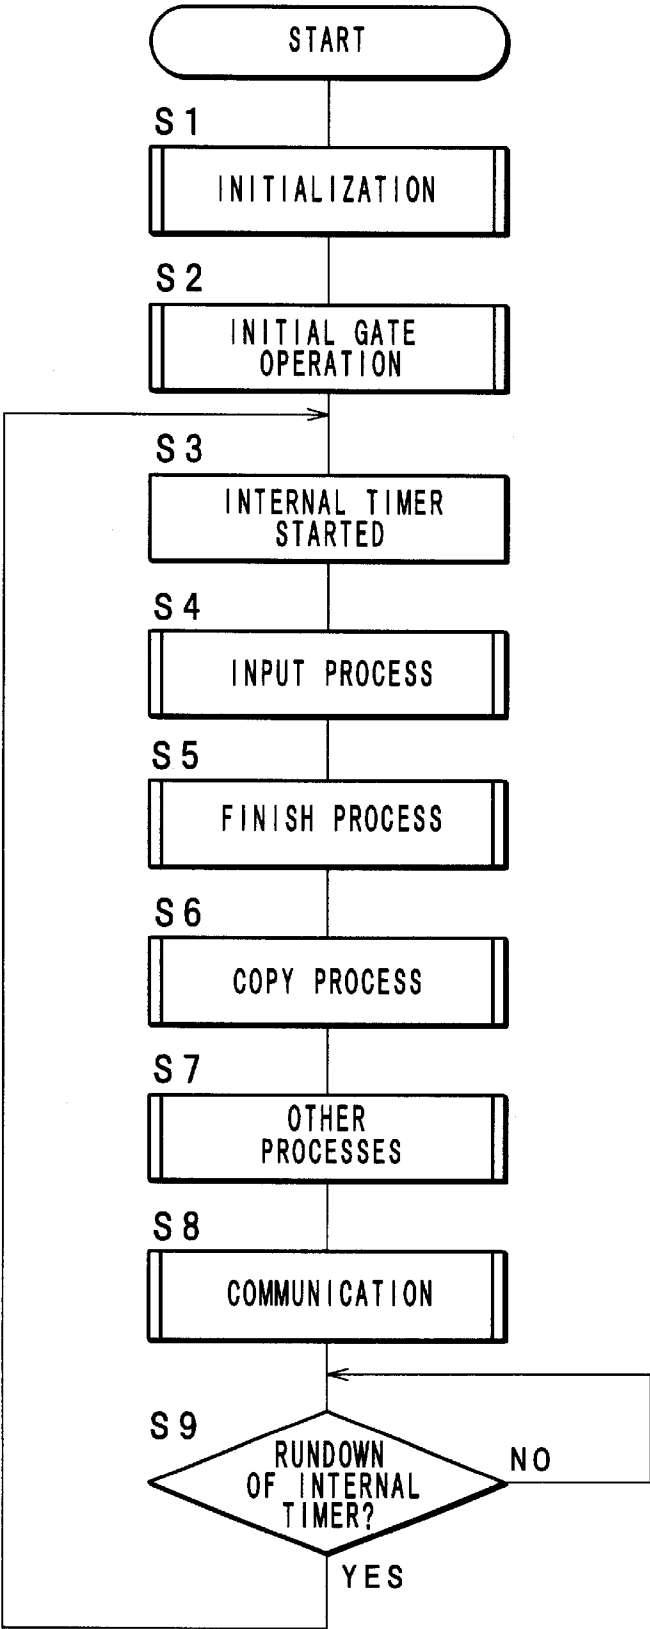 START
S1
INITIALIZATION
S2
INITIAL GATE
OPERATION
S3
INTERNAL TIMER
STARTED
S4
INPUT PROCESS
S5
FINISH PROCESS
S6
COPY PROCESS
S7
OTHER
PROCESSES
S8
COMMUNICATION
S9
RUNDOWN
OF INTERNAL
TIMER?
NO
YES